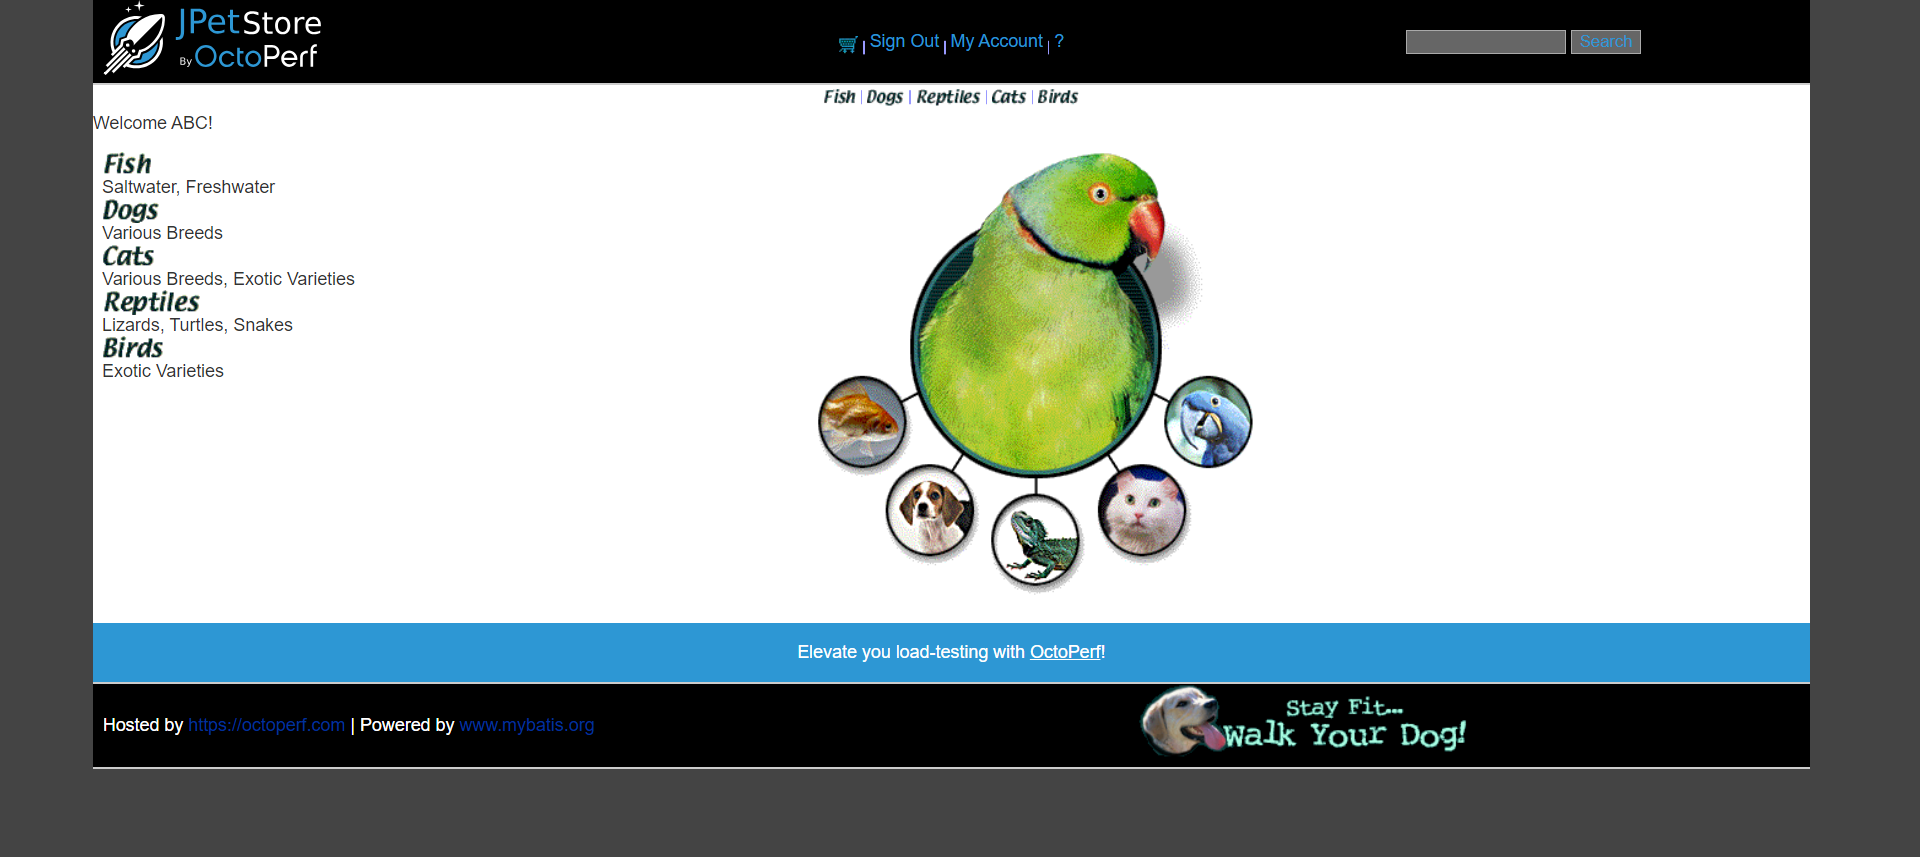 JPetStore
By OctoPerf
| Sign Out | My Account | ?
Search
Fish | Dogs | Reptiles | Cats | Birds
Welcome ABC!
Fish
Saltwater, Freshwater
Dogs
Various Breeds
Cats
Various Breeds, Exotic Varieties
Reptiles
Lizards, Turtles, Snakes
Birds
Exotic Varieties
Elevate you load-testing with OctoPerf!
Hosted by https://octoperf.com | Powered by www.mybatis.org
Stay Fit...
Walk Your Dog!